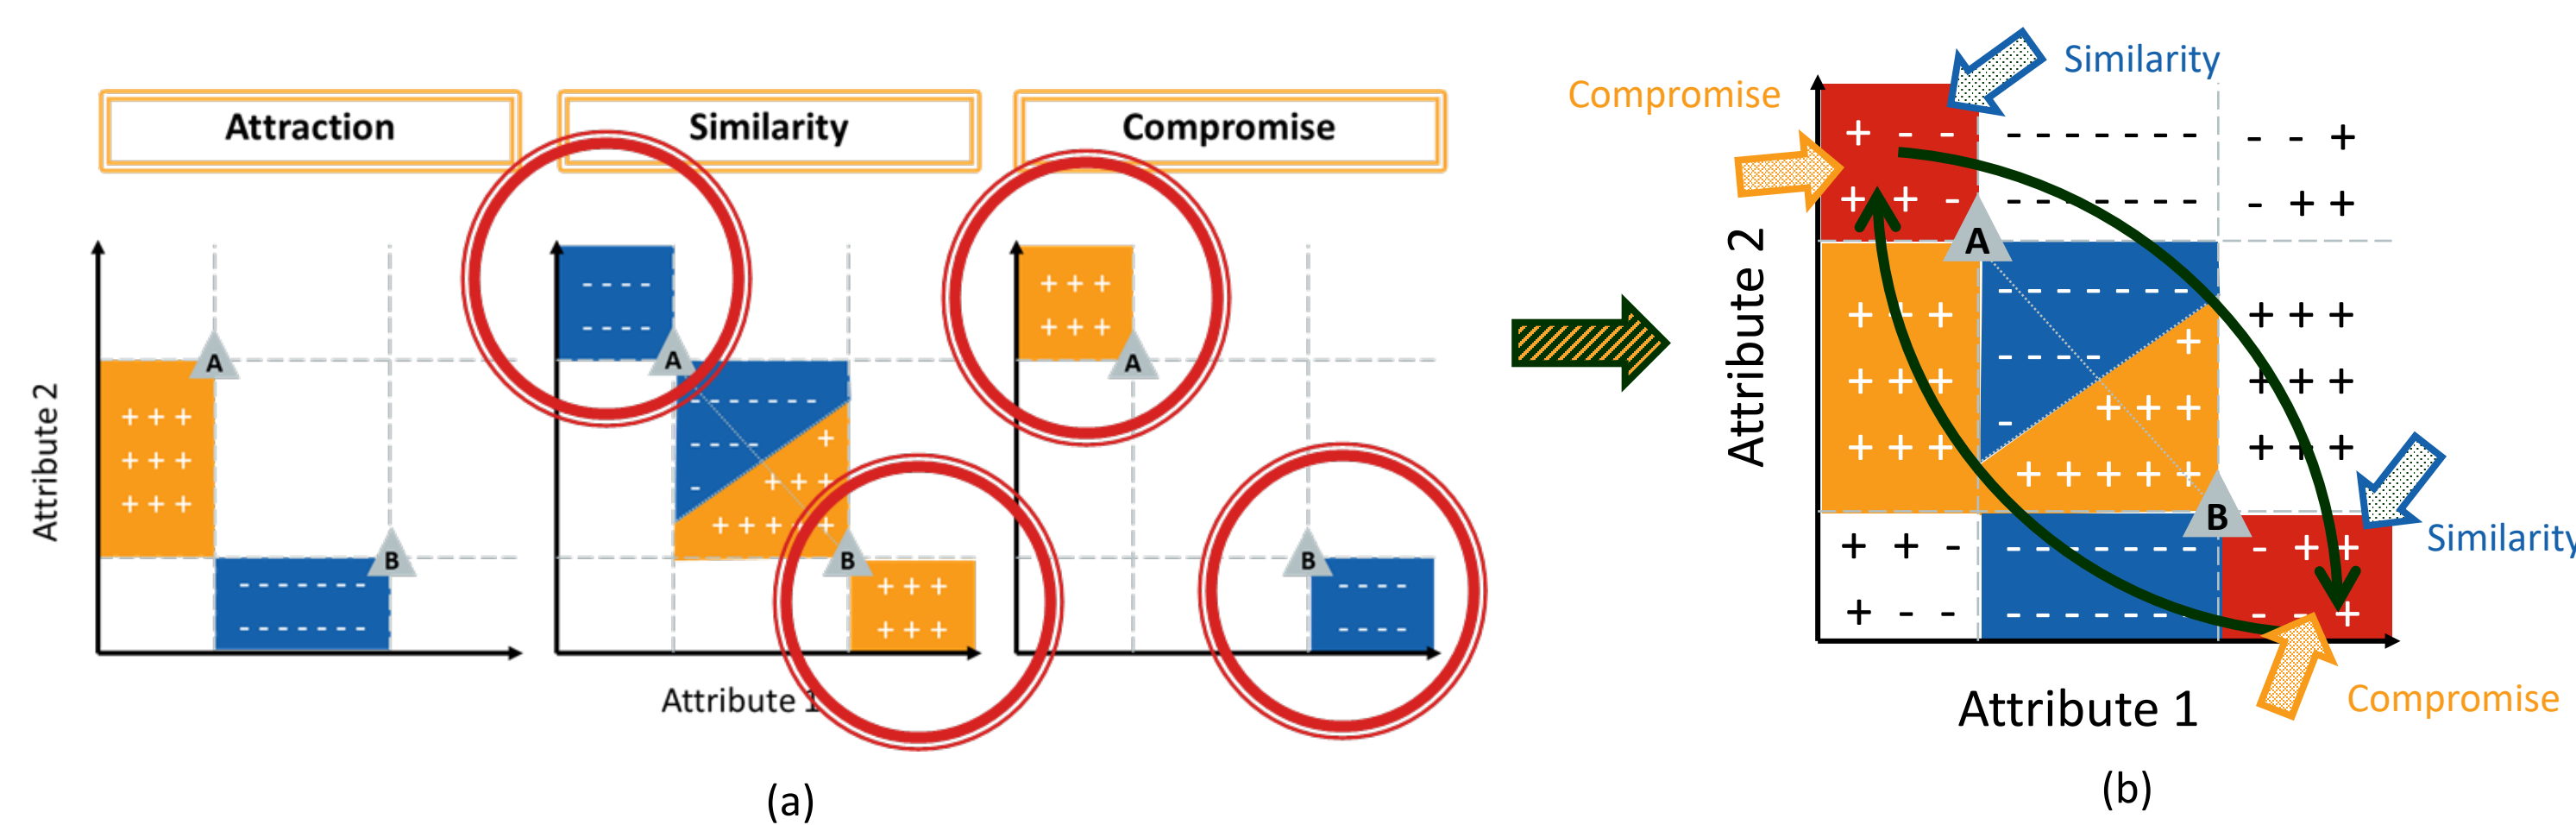 Attraction
Similarity
Compromise
Attribute 2
+ + +
+ + +
+ + +
A
- - - - - - -
- - - - - - -
B
- - - -
- - - -
A
- - - - - - -
- - - -
-
+
+ + +
+ + + + +
B
+ + +
+ + +
+ + +
+ + +
A
B
- - - -
- - - -
Attribute 1
(a)
Compromise
Similarity
+ - -
- - - - - - -
- - +
+ + -
- - - - - - -
- + +
A
Attribute 2
+ + +
- - - - - - -
+ + +
+ + +
- - - -
+
+ + +
+ + +
-
+ + +
+ + +
+ + + + +
B
Similarity
+ + -
- - - - - - -
- + +
+ - -
- - - - - - -
- - +
Compromise
Attribute 1
(b)